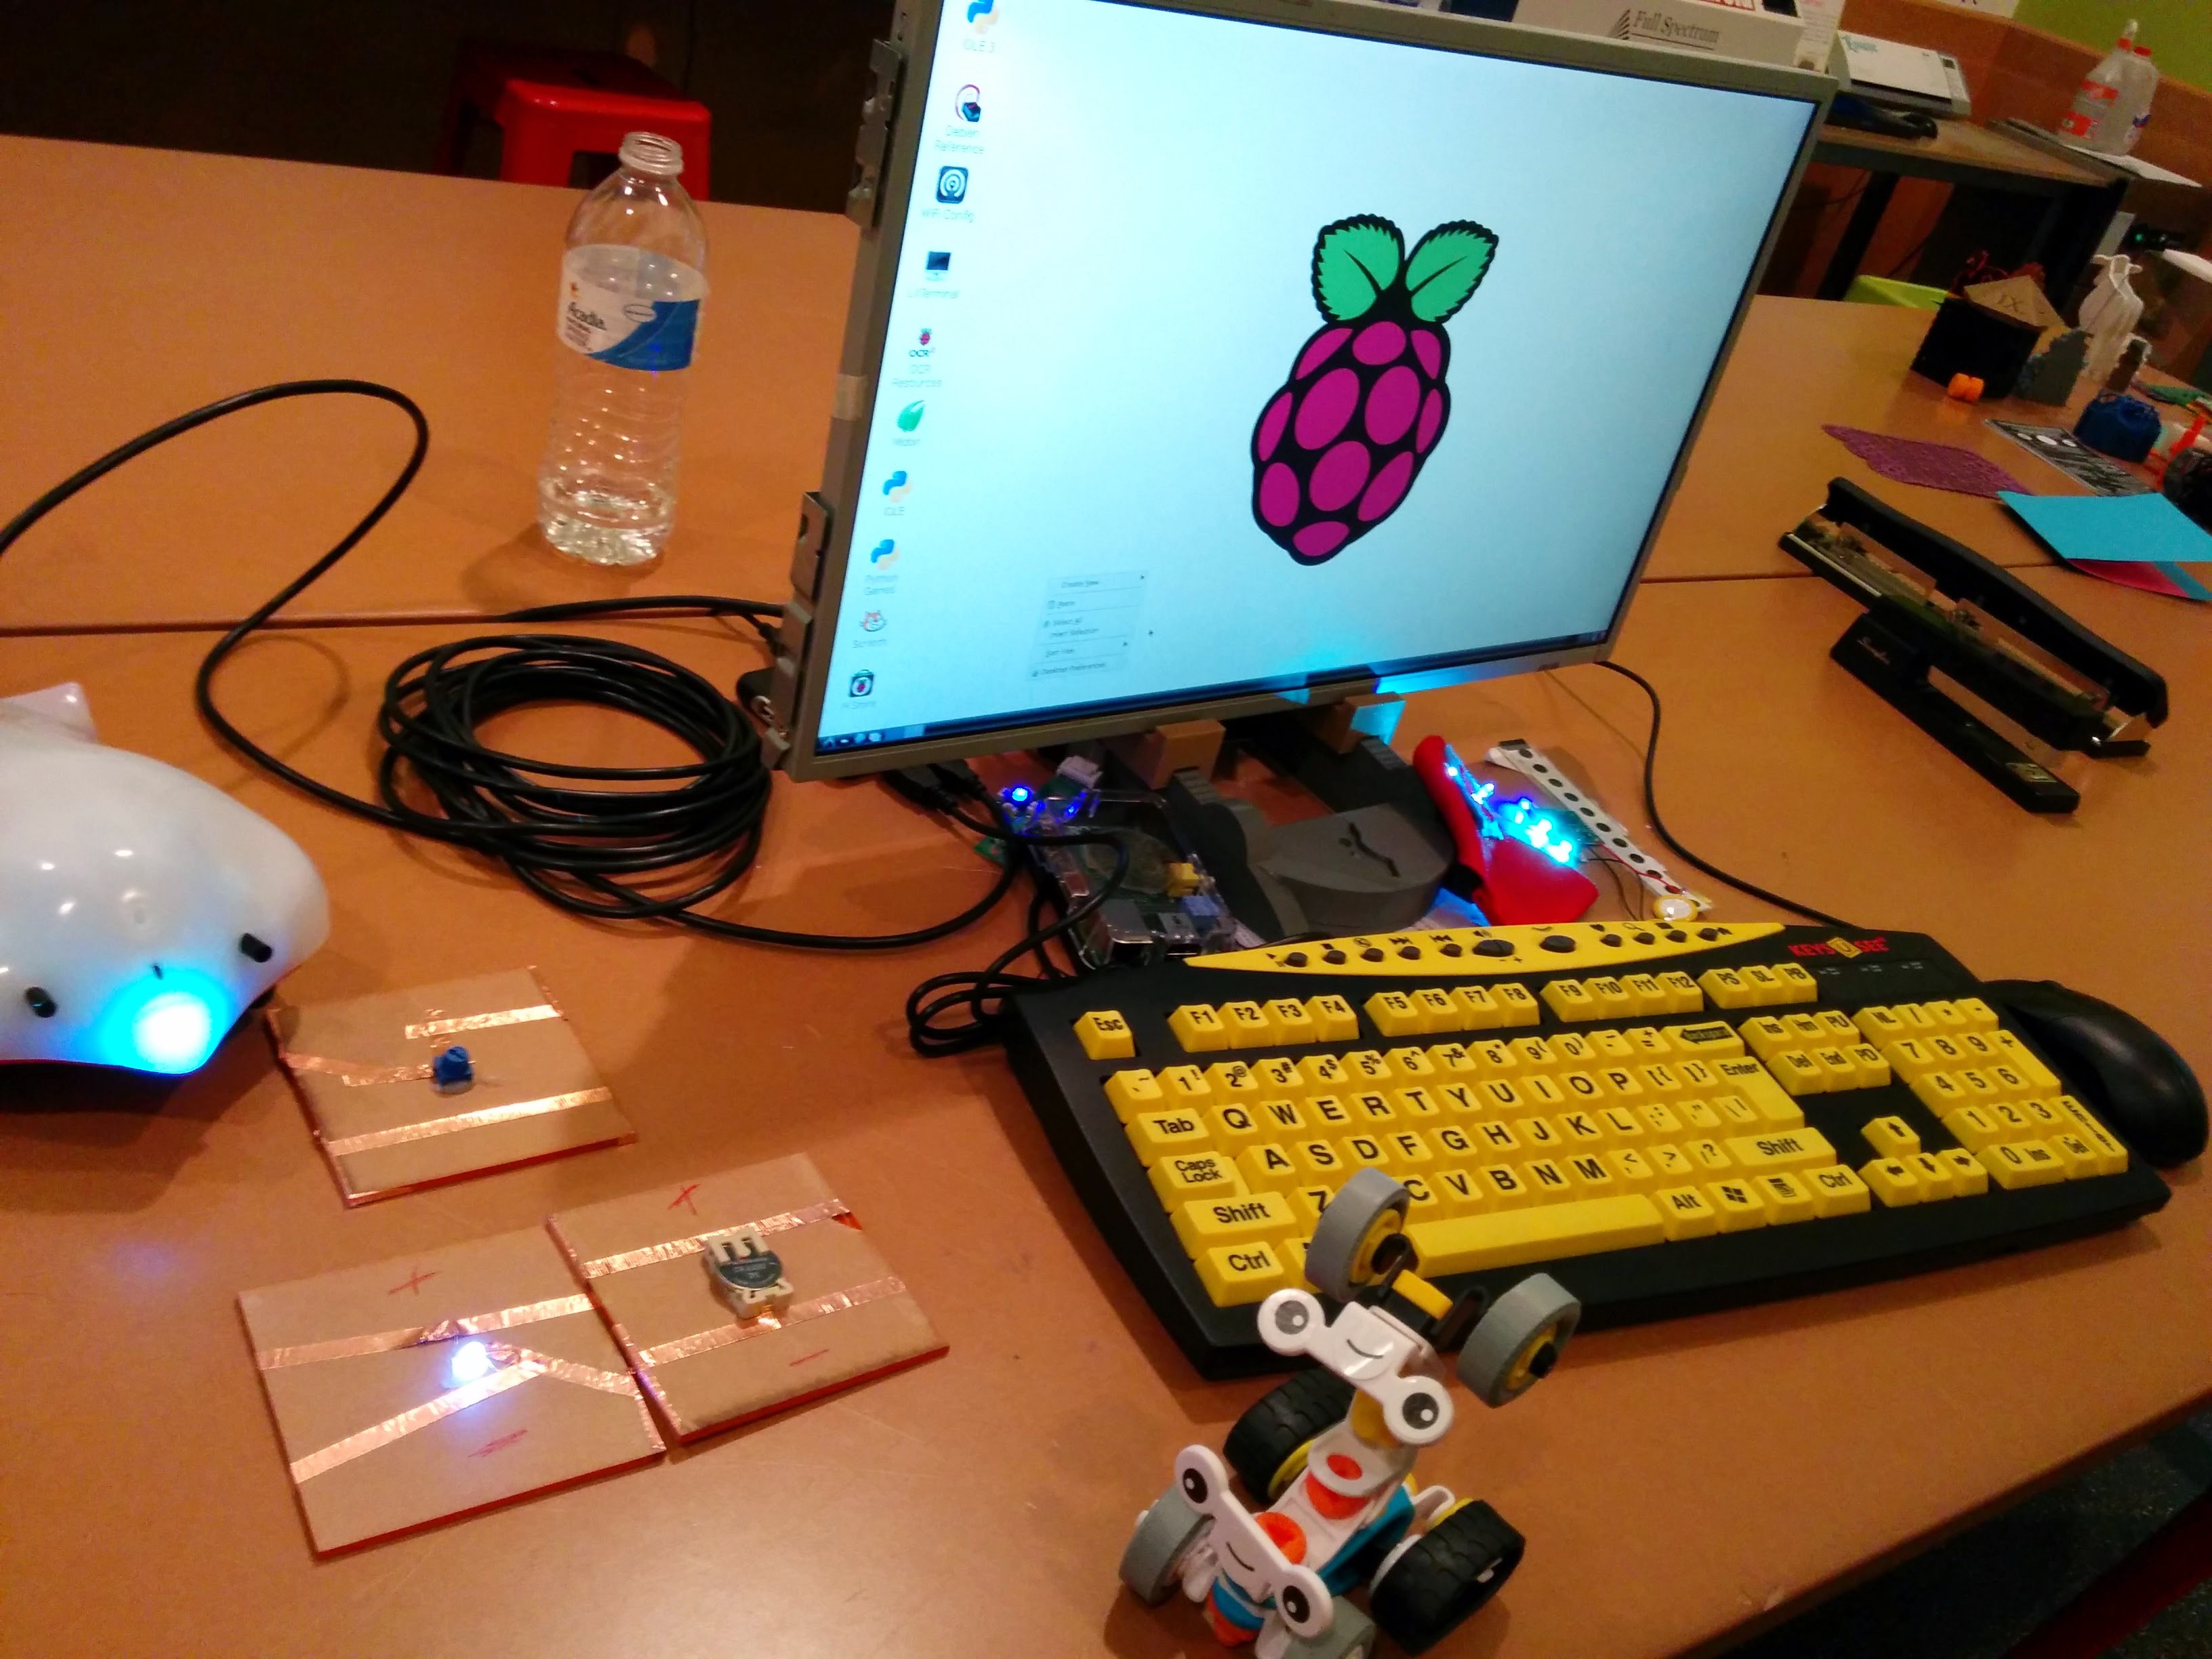 Full Spectrum
IDLE 3
Debian
Reference
WiFi Config
LXTerminal
OCR
OCR
Resources
Midori
IDLE
Python
Games
Scratch
Pi Store
Create New
Paste
Select All
Invert Selection
Sort Files
Desktop Preferences
Acadia
KEYS U SEE
Esc F1 F2 F3 F4 F5 F6 F7 F8 F9 F10 F11 F12 PS SL PB
` ~ 1 ! 2 @ 3 # 4 $ 5 % 6 ^ 7 & 8 * 9 ( 0 ) - = + Ins Hm PU NL / * -
Tab Q W E R T Y U I O P [ { ] } Enter Del End PD 7 8 9 +
Caps
Lock A S D F G H J K L ; : ' " \ | 4 5 6
Shift Z C V B N M , < . > / ? Shift ↑ 1 2 3 Enter
Ctrl Alt Ctrl ← ↓ → 0 Ins Del